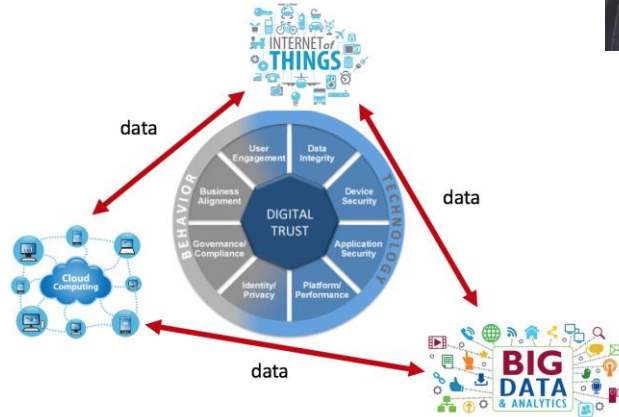 INTERNET of
THINGS
data
data
User
Engagement
Data
Integrity
BEHAVIOR
TECHNOLOGY
Business
Alignment
Device
Security
DIGITAL
TRUST
Governance/
Compliance
Application
Security
Identity/
Privacy
Platform/
Performance
Cloud
Computing
data
BIG
DATA
& ANALYTICS